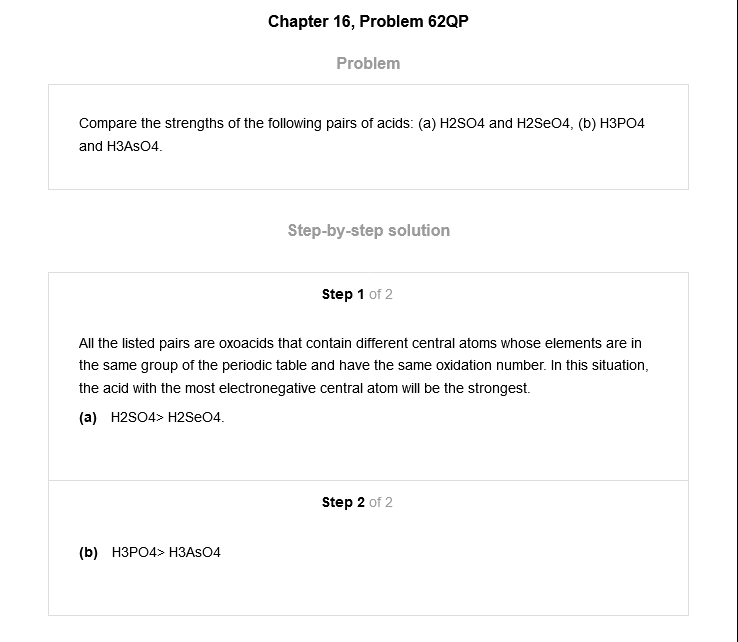 Chapter 16, Problem 62QP
Problem
Compare the strengths of the following pairs of acids: (a) H2SO4 and H2SeO4, (b) H3PO4
and H3AsO4.
Step-by-step solution
Step 1 of 2
All the listed pairs are oxoacids that contain different central atoms whose elements are in
the same group of the periodic table and have the same oxidation number. In this situation,
the acid with the most electronegative central atom will be the strongest.
(a) H2SO4> H2SeO4.
Step 2 of 2
(b) H3PO4> H3AsO4